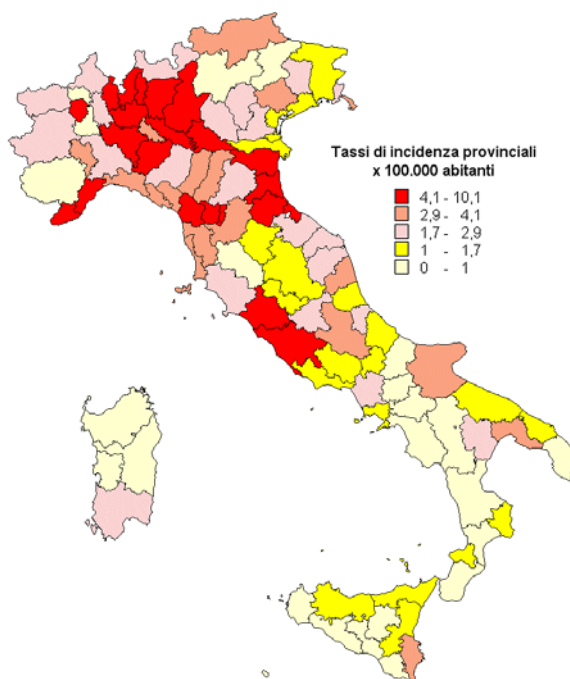 Tassi di incidenza provinciali
x 100.000 abitanti
4,1 - 10,1
2,9 - 4,1
1,7 - 2,9
1 - 1,7
0 - 1